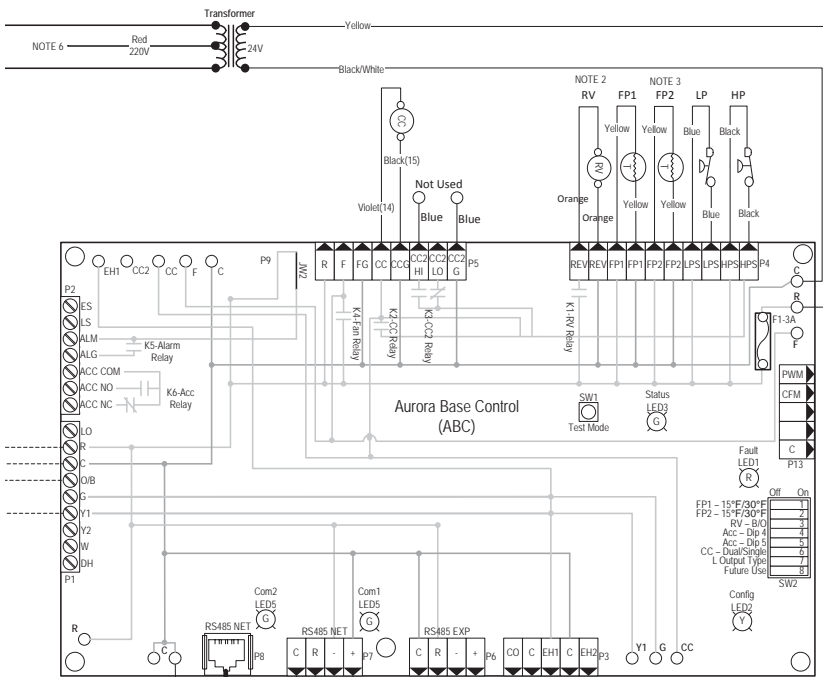 Transformer
Yellow
NOTE 6
Red
220V
24V
Black/White
NOTE 2
NOTE 3
RV
FP1
FP2
LP
HP
CC
Yellow
Yellow
Blue
Black
RV
T
T
Black(15)
Not Used
Orange
Orange
Yellow
Yellow
Blue
Black
Violet(14)
Blue
Blue
EH1
CC2
CC
F
C
P9
JW2
R
F
FG
CC
CCG
CC2 HI
CC2 LO
CC2 G
P5
REV
REV
FP1
FP1
FP2
FP2
LPS
LPS
HPS
HPS
P4
C
R
F1-3A
F
P2
ES
LS
ALM
ALG
ACC COM
ACC NO
ACC NC
K5-Alarm
Relay
K6-Acc
Relay
K4-Fan Relay
K2-CC Relay
K3-CC2 Relay
K1-RV Relay
Aurora Base Control
(ABC)
SW1
Test Mode
Status
LED3
G
PWM
CFM
C
P13
LO
R
C
O/B
G
Y1
Y2
W
DH
P1
Fault
LED1
R
Off
On
FP1 – 15°F/30°F
1
FP2 – 15°F/30°F
2
RV – B/O
3
Acc – Dip 4
4
Acc – Dip 5
5
CC – Dual/Single
6
L Output Type
7
Future Use
8
SW2
Config
LED2
Y
Com2
LED5
G
Com1
LED5
G
R
C
RS485 NET
P8
RS485 NET
C
R
-
+
P7
RS485 EXP
C
R
-
+
P6
CO
C
EH1
C
EH2
P3
Y1
G
CC